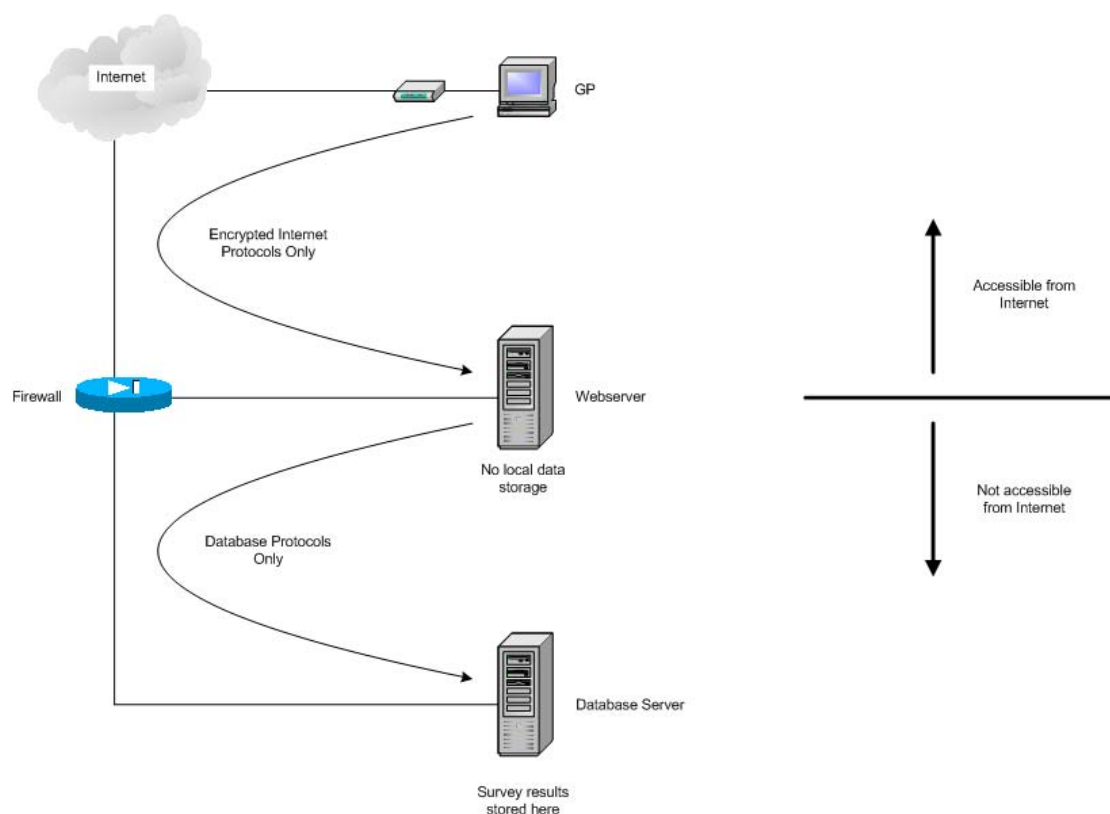 Internet
GP
Encrypted Internet
Protocols Only
Accessible from
Internet
Firewall
Webserver
No local data
storage
Not accessible
from Internet
Database Protocols
Only
Database Server
Survey results
stored here